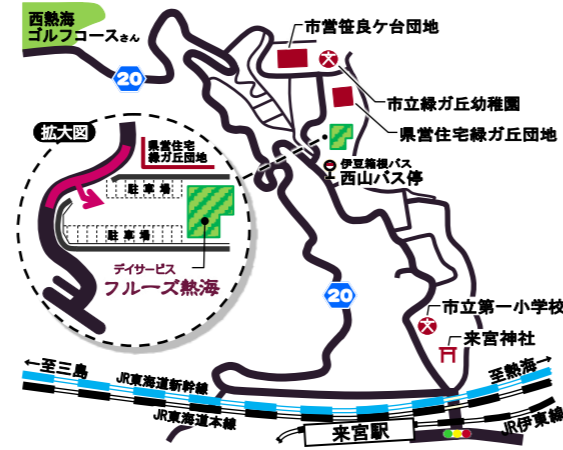 西熱海
ゴルフコースさん
20
市営笹良ケ台団地
市立緑ガ丘幼稚園
県営住宅緑ガ丘団地
伊豆箱根バス
西山バス停
拡大図
県営住宅
緑ガ丘団地
駐車場
駐車場
デイサービス
フルーズ熱海
20
市立第一小学校
来宮神社
←至三島
JR東海道新幹線
至熱海→
JR東海道本線
来宮駅
JR伊東線